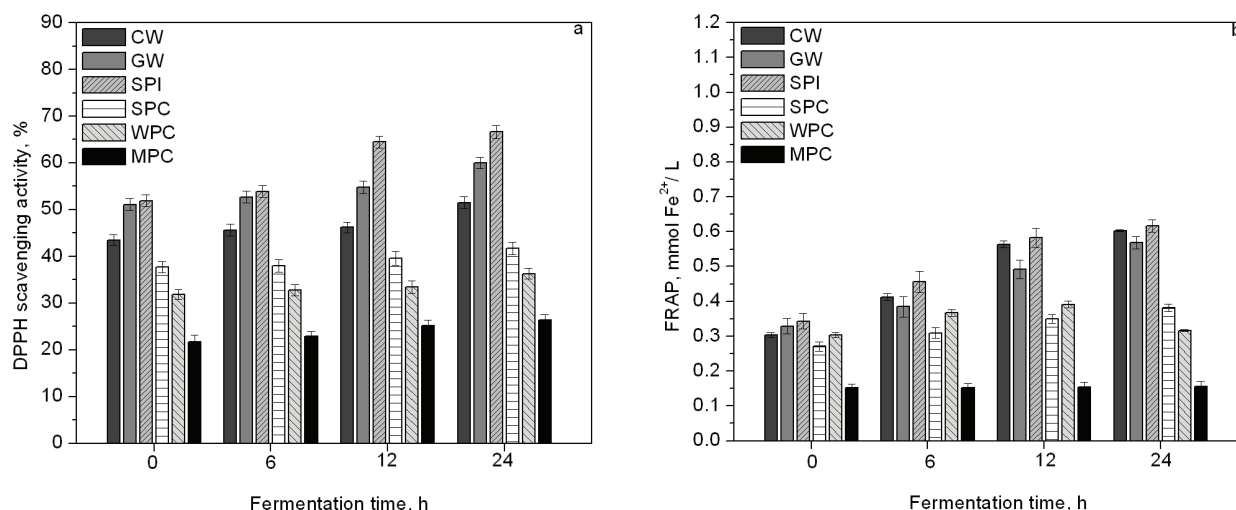 a
CW
GW
SPI
SPC
WPC
MPC
90
80
70
60
50
40
30
20
10
0
DPPH scavenging activity, %
0 6 12 24
Fermentation time, h
b
CW
GW
SPI
SPC
WPC
MPC
1.2
1.1
1.0
0.9
0.8
0.7
0.6
0.5
0.4
0.3
0.2
0.1
0.0
FRAP, mmol Fe²⁺/ L
0 6 12 24
Fermentation time, h